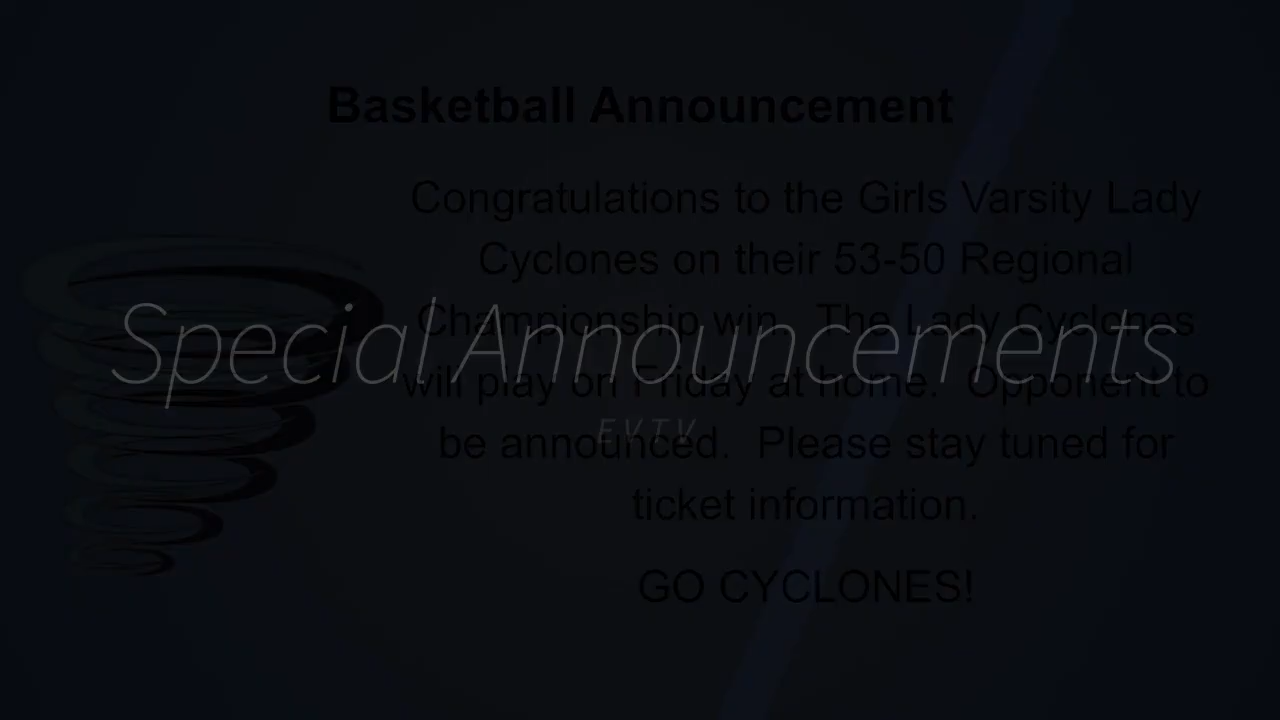 Basketball Announcement
Congratulations to the Girls Varsity Lady
Cyclones on their 53-50 Regional
Championship win. The Lady Cyclones
will play on Friday at home. Opponent to
be announced. Please stay tuned for
ticket information.
GO CYCLONES!
Special Announcements
EVTV